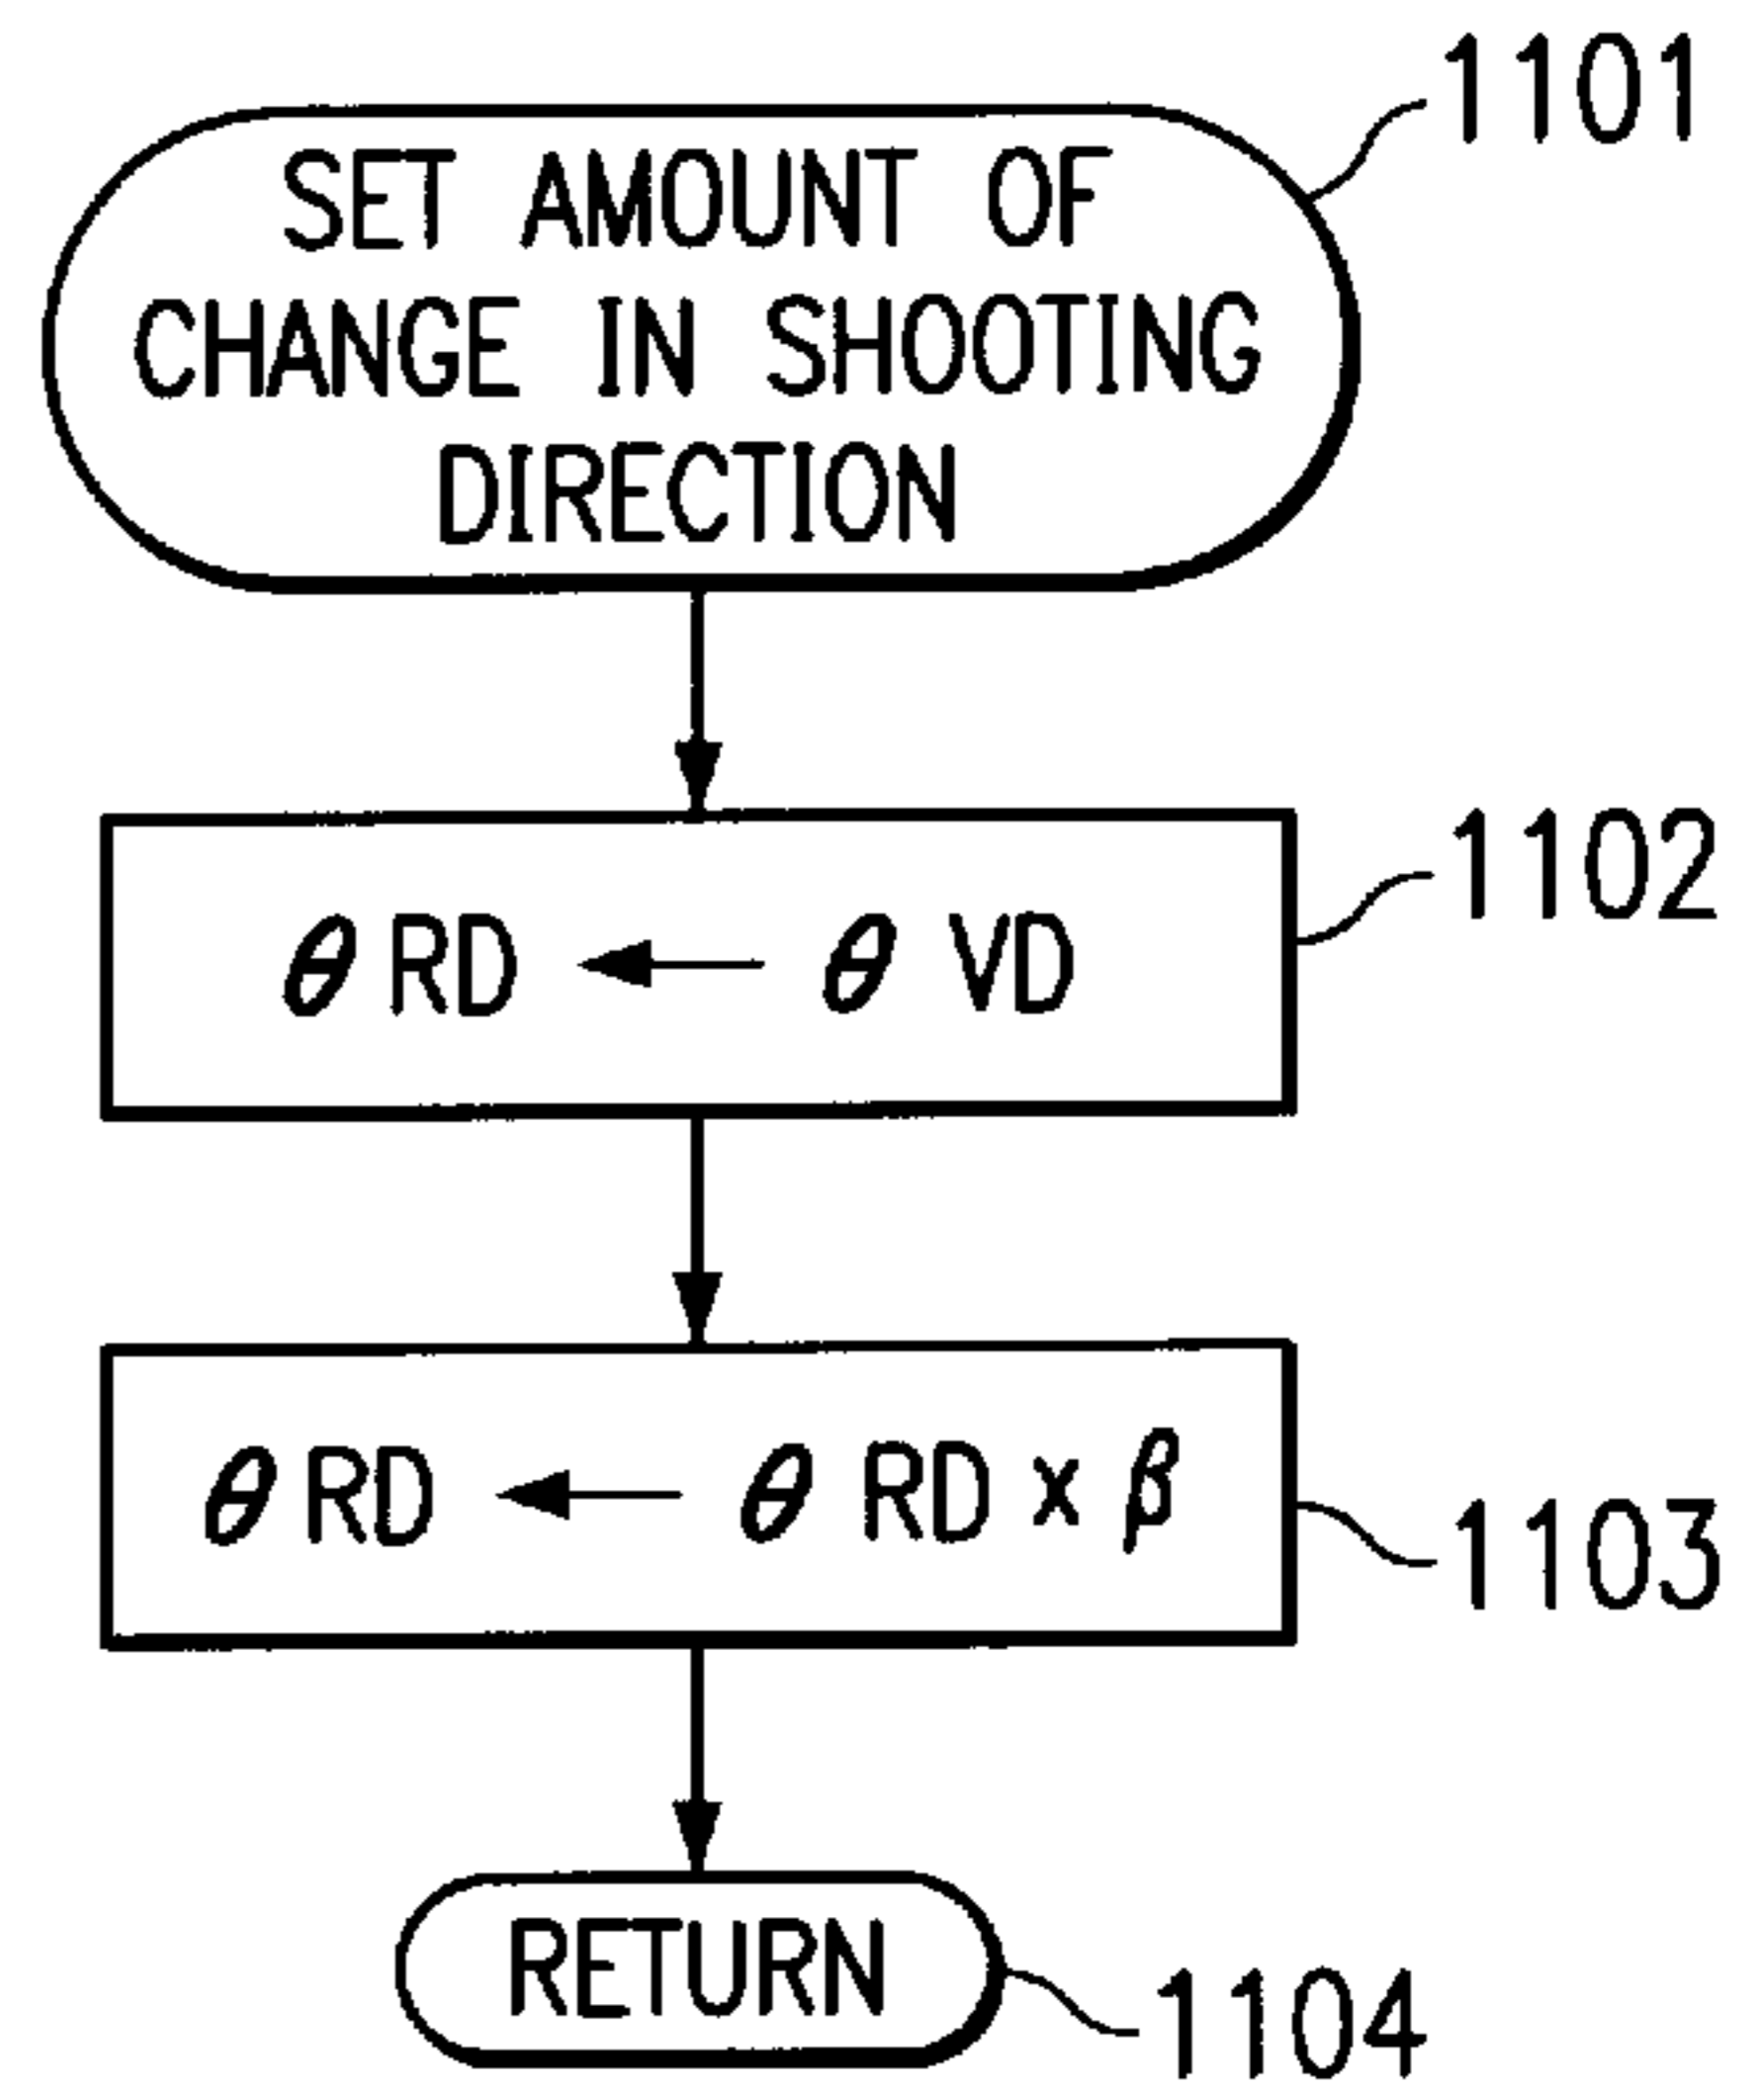 1101
SET AMOUNT OF
CHANGE IN SHOOTING
DIRECTION
1102
θ RD ← θ VD
θ RD ← θ RD x β
1103
RETURN
1104